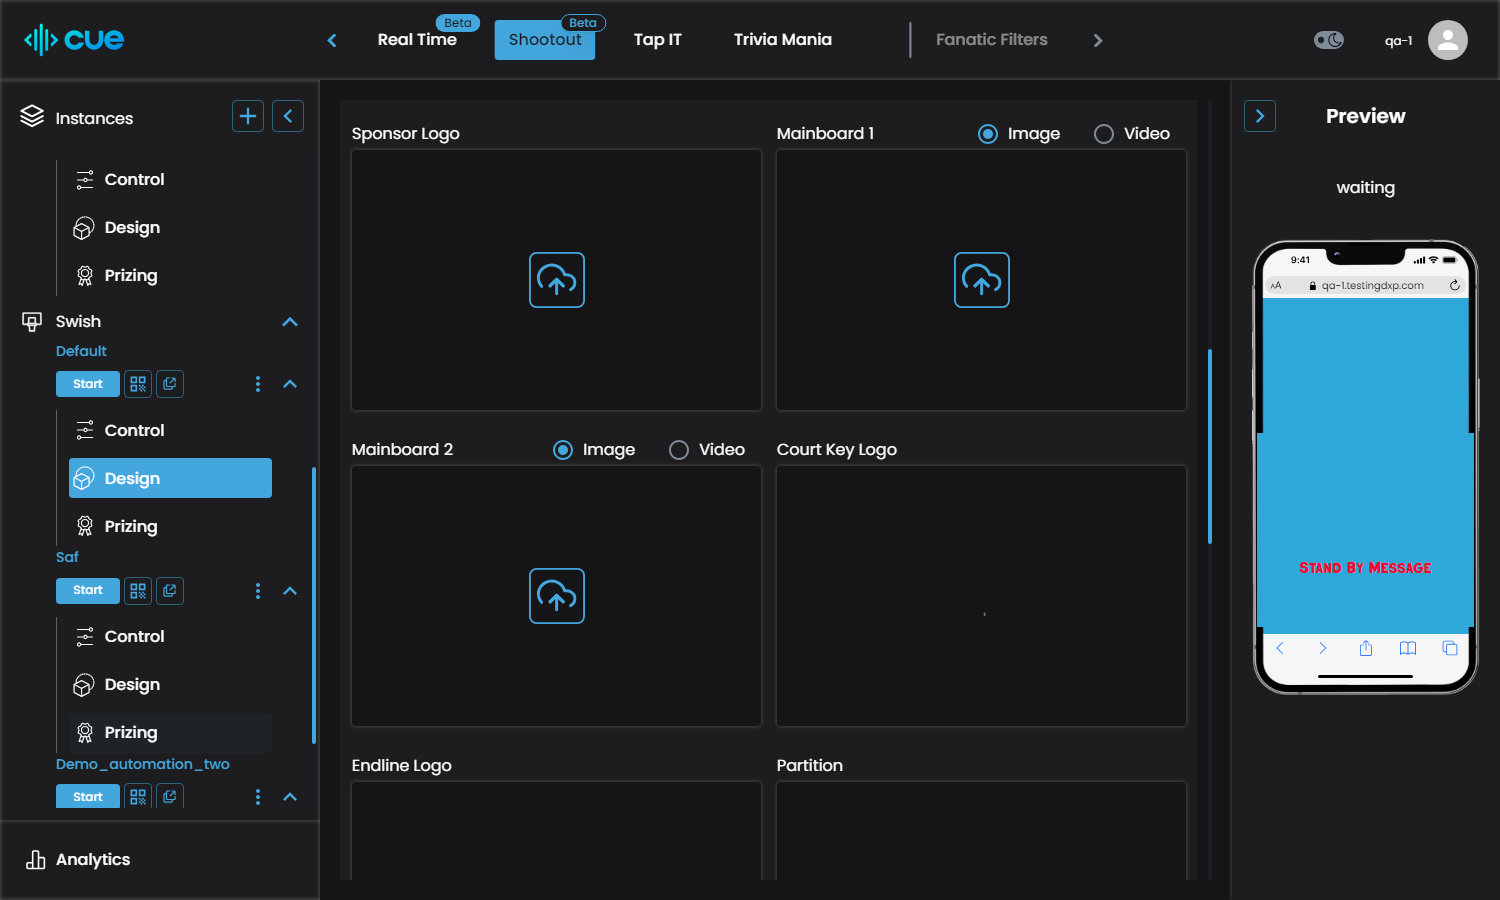 cue
Real Time
Beta
Shootout
Beta
Tap IT
Trivia Mania
Fanatic Filters
qa-1
Instances
Control
Design
Prizing
Swish
Default
Start
Control
Design
Prizing
Saf
Start
Control
Design
Prizing
Demo_automation_two
Start
Analytics
Sponsor Logo
Mainboard 1
Image
Video
Mainboard 2
Image
Video
Court Key Logo
Endline Logo
Partition
Preview
waiting
9:41
AA
qa-1.testingdxp.com
Stand By Message